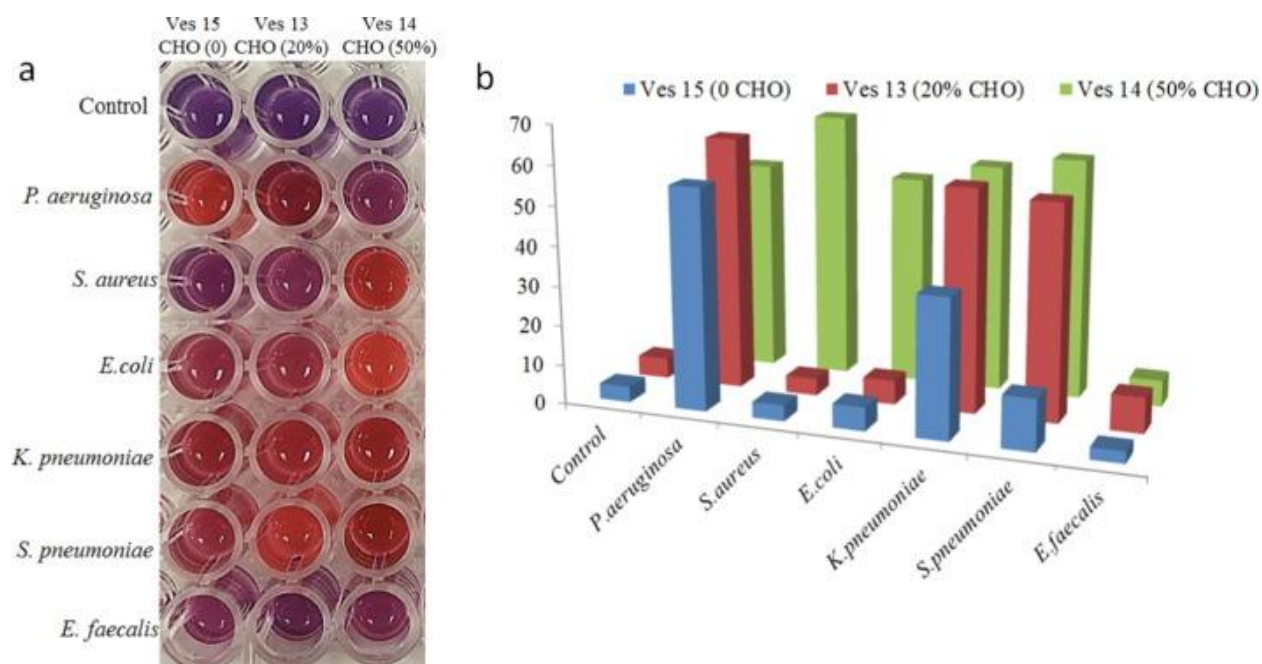 Ves 15 Ves 13 Ves 14
CHO (0) CHO (20%) CHO (50%)
a
Control
P. aeruginosa
S. aureus
E.coli
K. pneumoniae
S. pneumoniae
E. faecalis
b
Ves 15 (0 CHO) Ves 13 (20% CHO) Ves 14 (50% CHO)
70
60
50
40
30
20
10
0
Control
P.aeruginosa
S.aureus
E.coli
K.pneumoniae
S.pneumoniae
E.faecalis